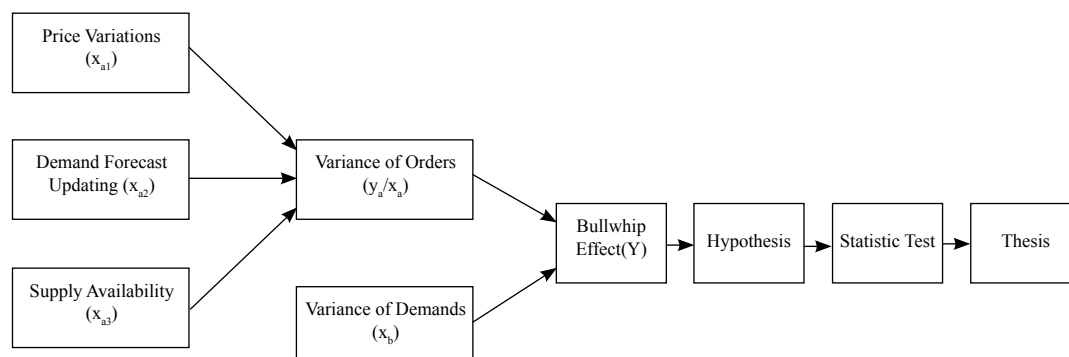 Price Variations
(xa1)
Demand Forecast
Updating (xa2)
Supply Availability
(xa3)
Variance of Orders
(ya/xa)
Variance of Demands
(xb)
Bullwhip
Effect(Y)
Hypothesis
Statistic Test
Thesis